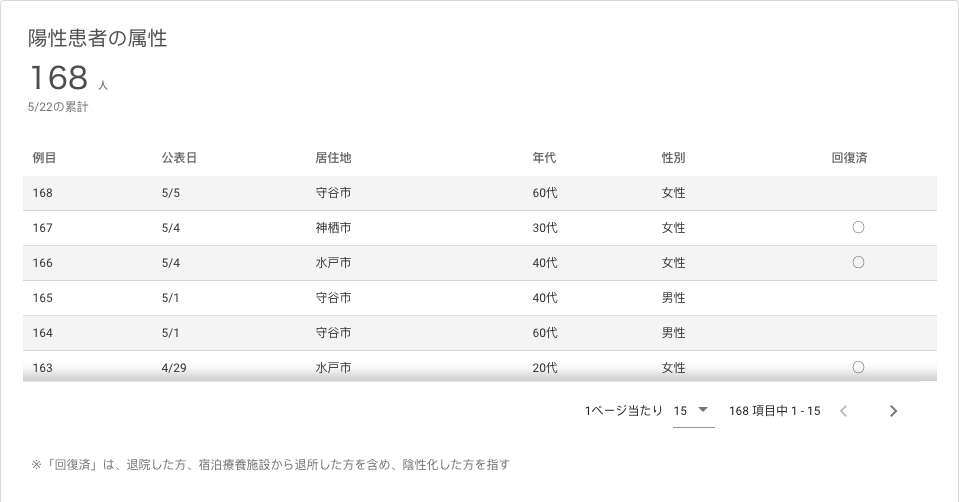 陽性患者の属性
168 人
5/22の累計
例目 公表日 居住地 年代 性別 回復済
168 5/5 守谷市 60代 女性
167 5/4 神栖市 30代 女性 〇
166 5/4 水戸市 40代 女性 〇
165 5/1 守谷市 40代 男性
164 5/1 守谷市 60代 男性
163 4/29 水戸市 20代 女性 〇
1ページ当たり 15 168 項目中 1 - 15
※「回復済」は、退院した方、宿泊療養施設から退所した方を含め、陰性化した方を指す